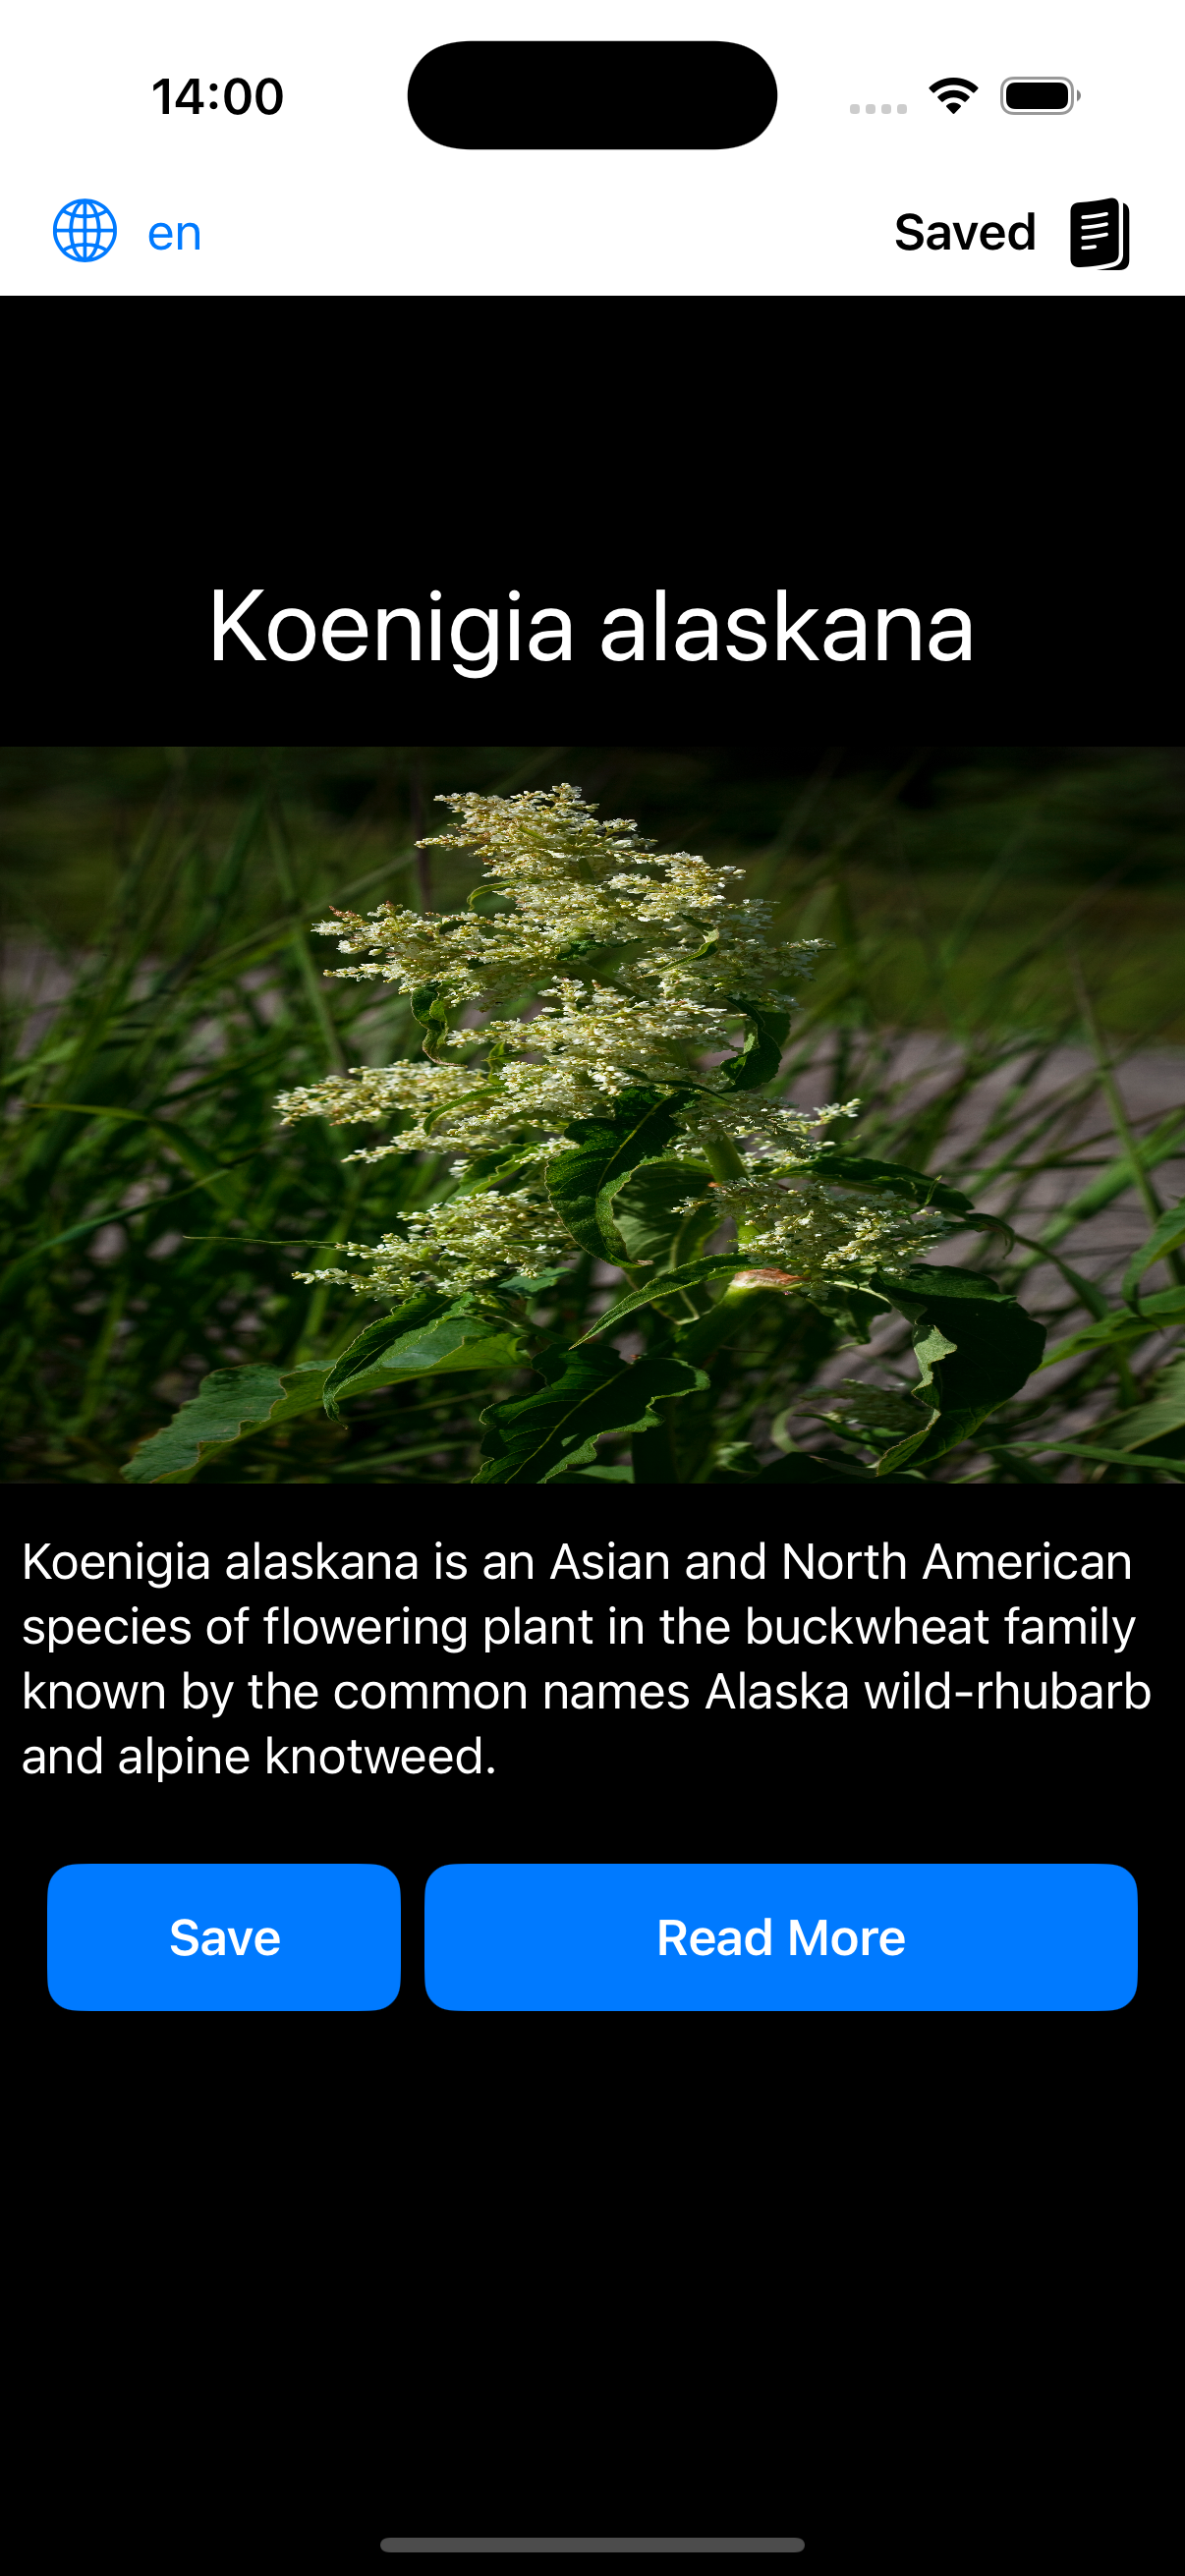 14:00
en
Saved
Koenigia alaskana
Koenigia alaskana is an Asian and North American
species of flowering plant in the buckwheat family
known by the common names Alaska wild-rhubarb
and alpine knotweed.
Save
Read More